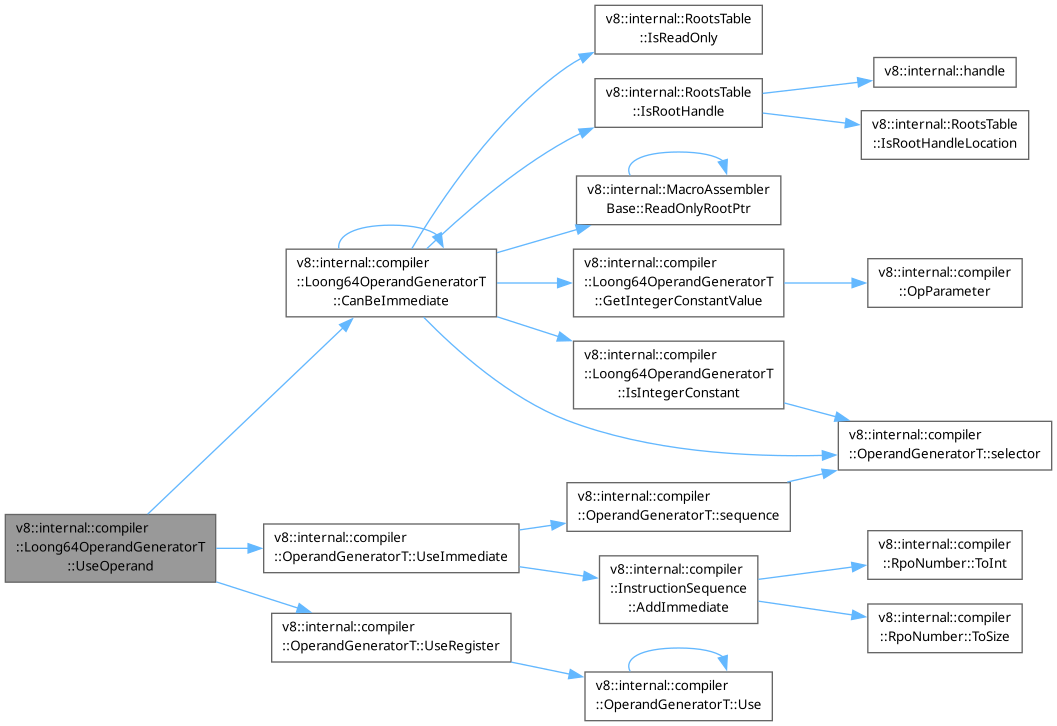 v8::internal::RootsTable
::IsReadOnly
v8::internal::RootsTable
::IsRootHandle
v8::internal::handle
v8::internal::RootsTable
::IsRootHandleLocation
v8::internal::MacroAssembler
Base::ReadOnlyRootPtr
v8::internal::compiler
::Loong64OperandGeneratorT
::CanBeImmediate
v8::internal::compiler
::Loong64OperandGeneratorT
::GetIntegerConstantValue
v8::internal::compiler
::OpParameter
v8::internal::compiler
::Loong64OperandGeneratorT
::IsIntegerConstant
v8::internal::compiler
::OperandGeneratorT::selector
v8::internal::compiler
::OperandGeneratorT::sequence
v8::internal::compiler
::Loong64OperandGeneratorT
::UseOperand
v8::internal::compiler
::OperandGeneratorT::UseImmediate
v8::internal::compiler
::InstructionSequence
::AddImmediate
v8::internal::compiler
::RpoNumber::ToInt
v8::internal::compiler
::RpoNumber::ToSize
v8::internal::compiler
::OperandGeneratorT::UseRegister
v8::internal::compiler
::OperandGeneratorT::Use